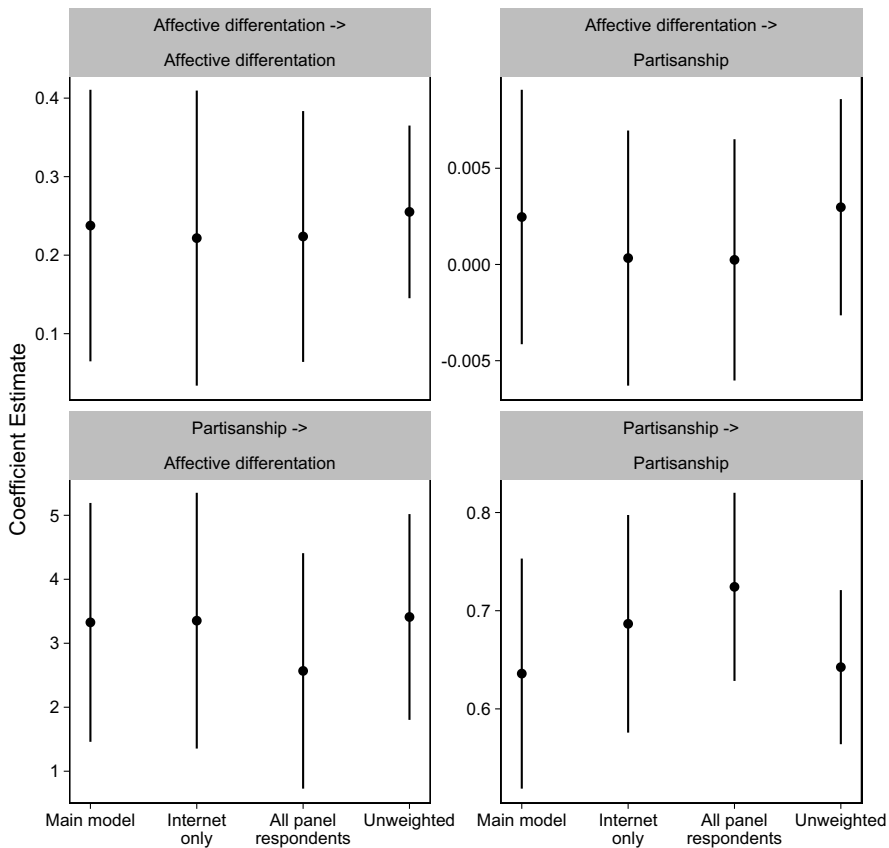 Affective differentation ->
Affective differentation
Affective differentation ->
Partisanship
0.4
0.3
0.2
0.1
0.005
0.000
-0.005
Coefficient Estimate
Partisanship ->
Affective differentation
Partisanship ->
Partisanship
5
4
3
2
1
0.8
0.7
0.6
Main model
Internet
only
All panel
respondents
Unweighted
Main model
Internet
only
All panel
respondents
Unweighted